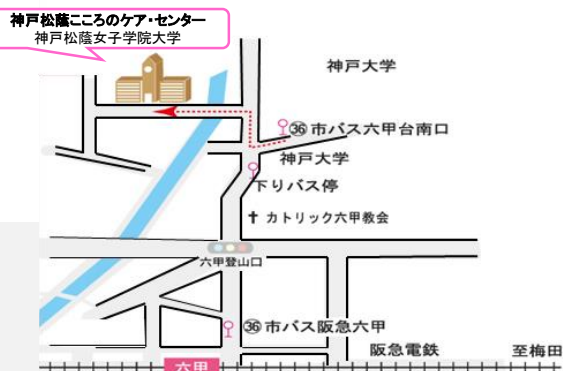 神戸松蔭こころのケア・センター
神戸松蔭女子学院大学
神戸大学
㊱市バス六甲台南口
神戸大学
下りバス停
カトリック六甲教会
六甲登山口
㊱市バス阪急六甲
阪急電鉄
至梅田
六甲